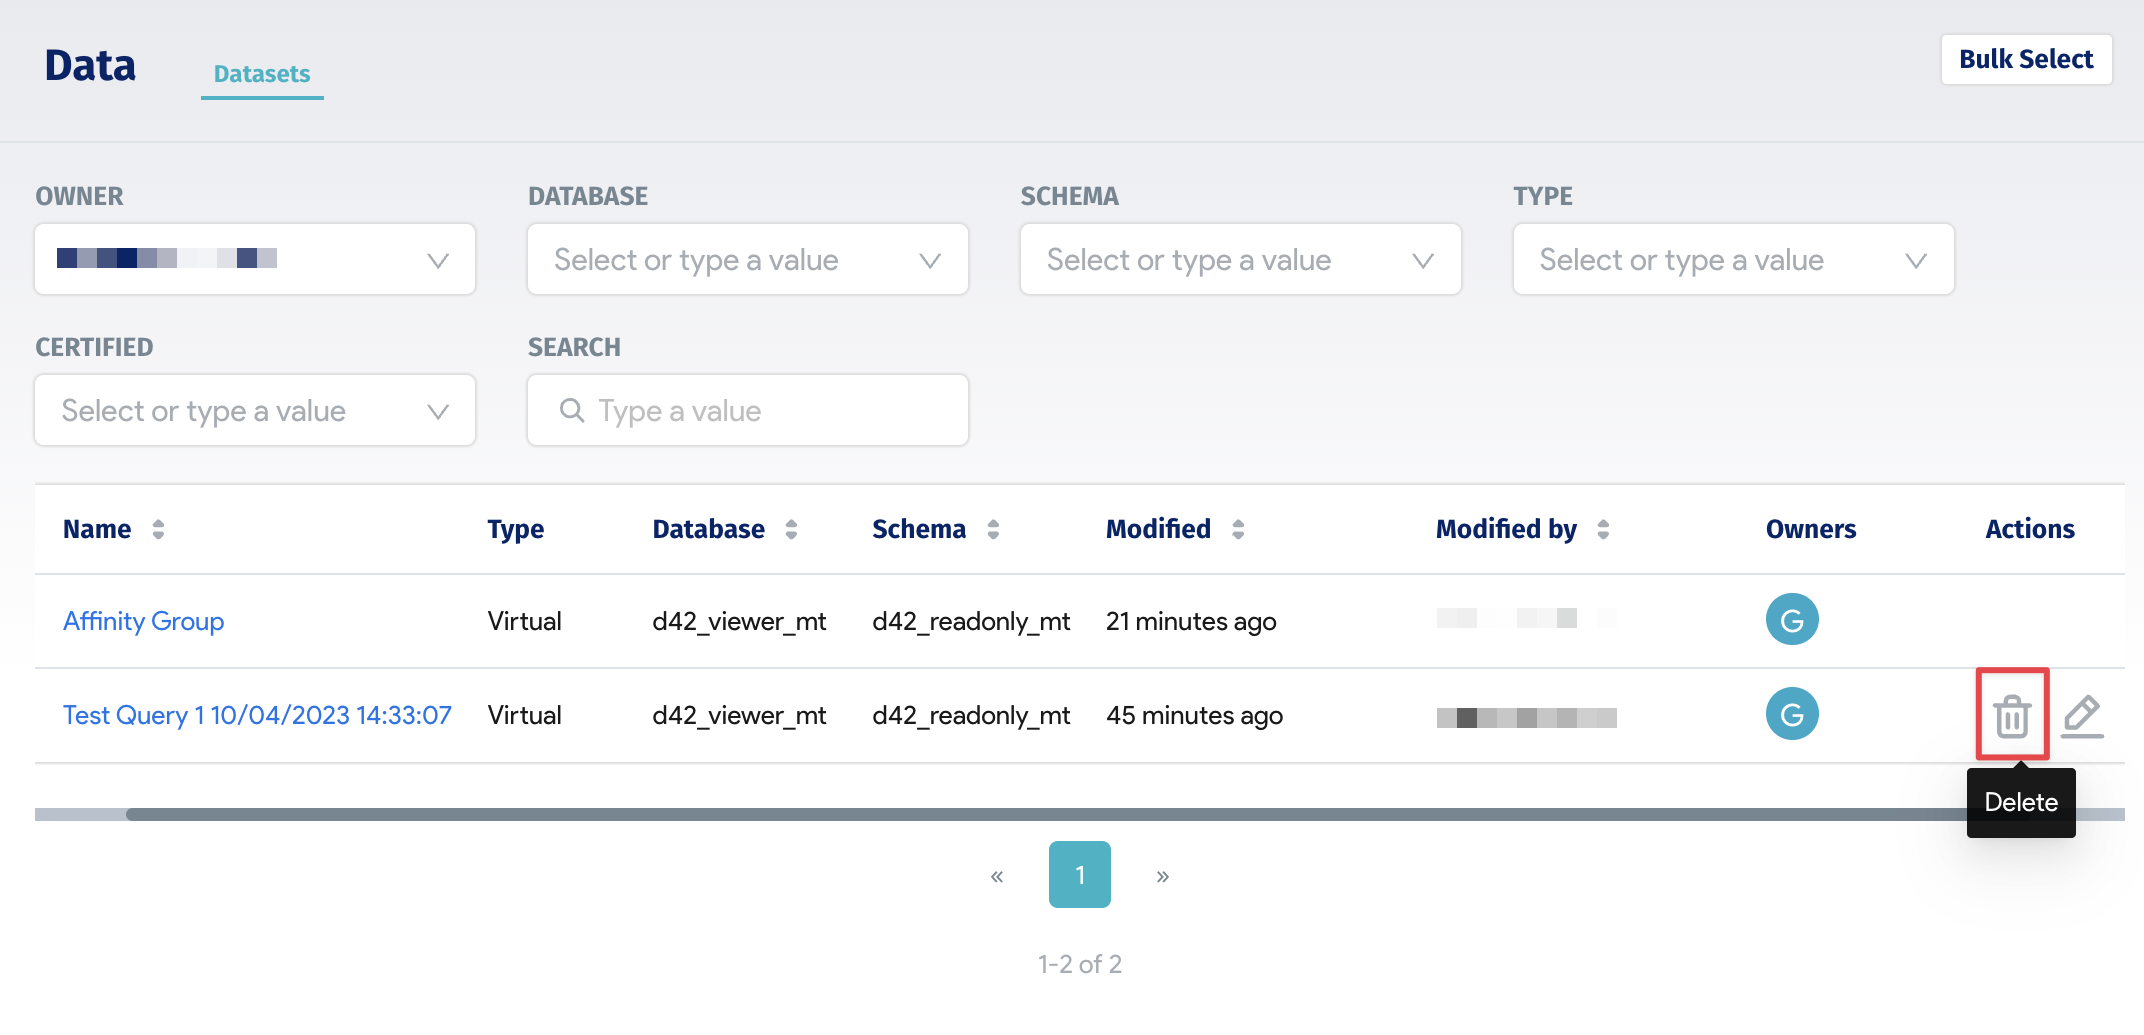 Data
Datasets
Bulk Select
OWNER
DATABASE
SCHEMA
TYPE
Select or type a value
Select or type a value
Select or type a value
CERTIFIED
SEARCH
Select or type a value
Type a value
Name Type Database Schema Modified Modified by Owners Actions
Affinity Group Virtual d42_viewer_mt d42_readonly_mt 21 minutes ago G
Test Query 1 10/04/2023 14:33:07 Virtual d42_viewer_mt d42_readonly_mt 45 minutes ago G
Delete
« 1 »
1-2 of 2